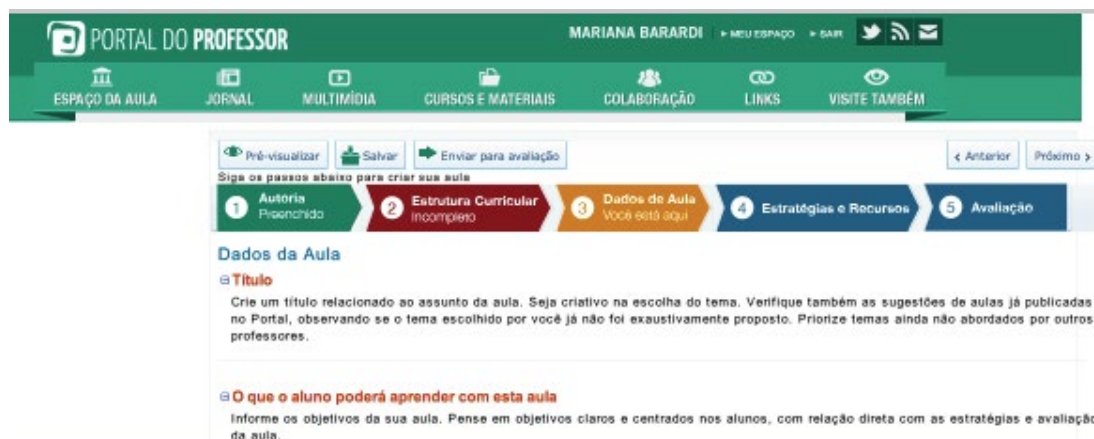 PORTAL DO PROFESSOR
MARIANA BARARDI MEU ESPAÇO SAIR
ESPAÇO DA AULA JORNAL MULTIMÍDIA CURSOS E MATERIAIS COLABORAÇÃO LINKS VISITE TAMBÉM
Pré-visualizar Salvar Enviar para avaliação < Anterior Próximo >
Siga os passos abaixo para criar sua aula
1 Autoria 2 Estrutura Curricular 3 Dados de Aula 4 Estratégias e Recursos 5 Avaliação
Preenchido Incompleto Você está aqui
Dados da Aula
Título
Crie um título relacionado ao assunto da aula. Seja criativo na escolha do tema. Verifique também as sugestões de aulas já publicadas
no Portal, observando se o tema escolhido por você já não foi exaustivamente proposto. Priorize temas ainda não abordados por outros
professores.
O que o aluno poderá aprender com esta aula
Informe os objetivos da sua aula. Pense em objetivos claros e centrados nos alunos, com relação direta com as estratégias e avaliação
da aula.